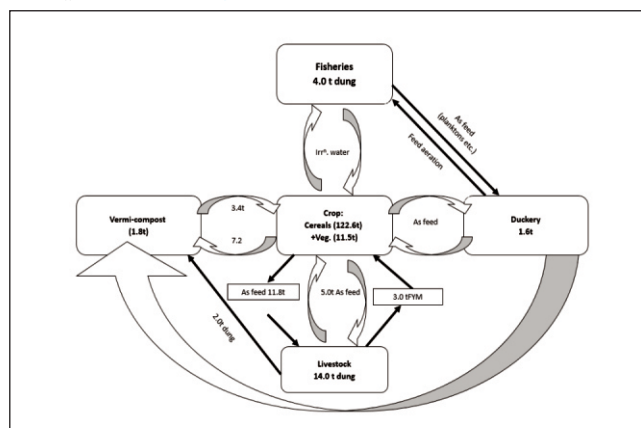 Fisheries
4.0 t dung
As feed
(planktons etc.)
Feed aeration
Irrⁿ. water
Vermi-compost
(1.8t)
3.4t
7.2
Crop:
Cereals (122.6t)
+Veg. (11.5t)
As feed
Duckery
1.6t
As feed 11.8t
5.0t As feed
3.0 tFYM
2.0t dung
Livestock
14.0 t dung